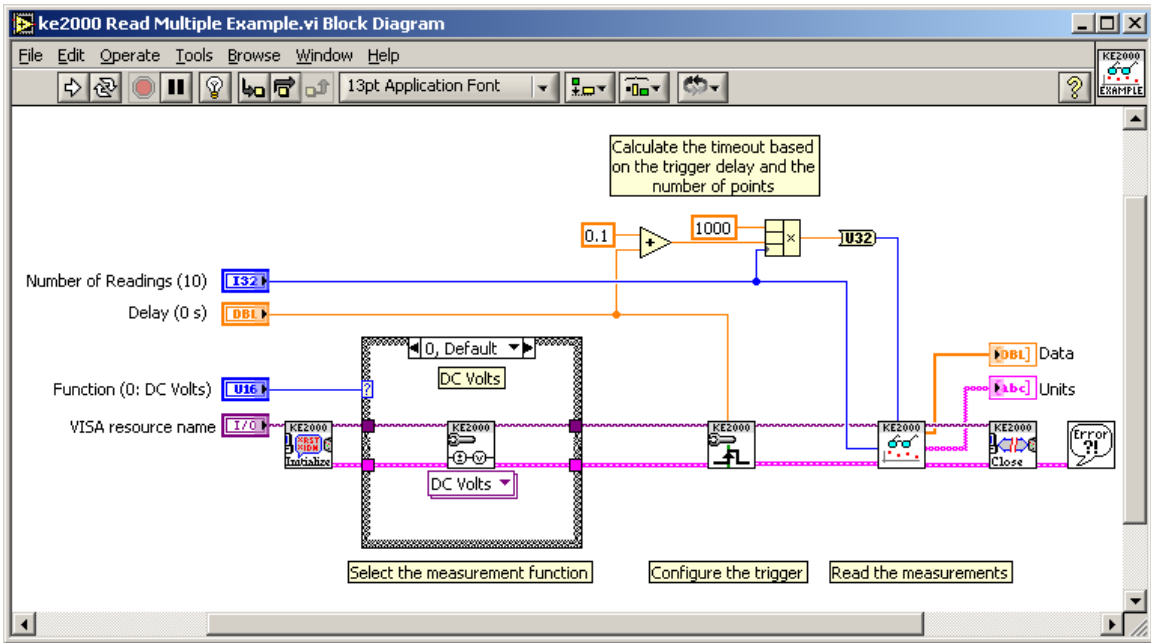 ke2000 Read Multiple Example.vi Block Diagram
File Edit Operate Tools Browse Window Help
13pt Application Font
?
KE2000
EXAMPLE
Calculate the timeout based
on the trigger delay and the
number of points
0.1
+
1000
×
U32
Number of Readings (10)
I32
Delay (0 s)
DBL
0, Default
DC Volts
Function (0: DC Volts)
U16
?
VISA resource name
I/O
KE2000
*RST
*IDN
Initialize
KE2000
V
DC Volts
KE2000
KE2000
DBL]
Data
abc]
Units
KE2000
Close
Error
?!
Select the measurement function
Configure the trigger
Read the measurements